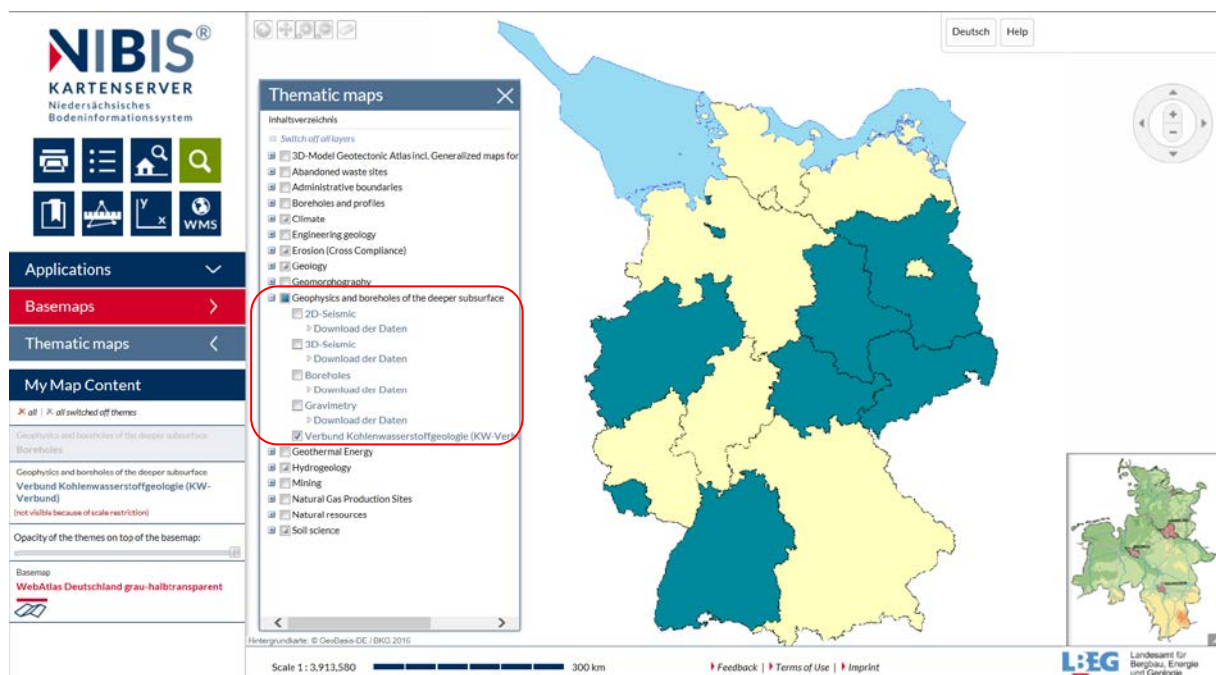 NIBIS®
KARTENSERVER
Niedersächsisches
Bodeninformationssystem
Y
x
WMS
Applications
Basemaps
Thematic maps
My Map Content
all | all switched off themes
Geophysics and boreholes of the deeper subsurface
Boreholes
Geophysics and boreholes of the deeper subsurface
Verbund Kohlenwasserstoffgeologie (KW-
Verbund)
(not visible because of scale restriction)
Opacity of the themes on top of the basemap:
Basemap
WebAtlas Deutschland grau-halbtransparent
Thematic maps
Inhaltsverzeichnis
Switch off all layers
3D-Model Geotectonic Atlas incl. Generalized maps for
Abandoned waste sites
Administrative boundaries
Boreholes and profiles
Climate
Engineering geology
Erosion (Cross Compliance)
Geology
Geomorphography
Geophysics and boreholes of the deeper subsurface
2D-Seismic
Download der Daten
3D-Seismic
Download der Daten
Boreholes
Download der Daten
Gravimetry
Download der Daten
Verbund Kohlenwasserstoffgeologie (KW-Verb
Geothermal Energy
Hydrogeology
Mining
Natural Gas Production Sites
Natural resources
Soil science
Deutsch Help
Hintergrundkarte: © GeoBasis-DE / BKG 2016
Scale 1 : 3,913,580 300 km Feedback | Terms of Use | Imprint
LBEG
Landesamt für
Bergbau, Energie
und Geologie